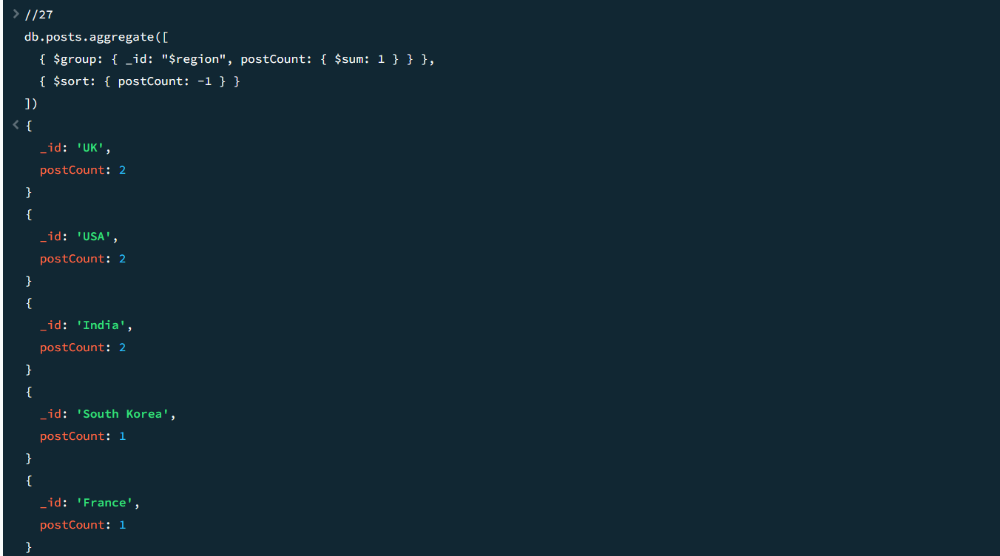 > //27
db.posts.aggregate([
  { $group: { _id: "$region", postCount: { $sum: 1 } } },
  { $sort: { postCount: -1 } }
])
< {
  _id: 'UK',
  postCount: 2
}
{
  _id: 'USA',
  postCount: 2
}
{
  _id: 'India',
  postCount: 2
}
{
  _id: 'South Korea',
  postCount: 1
}
{
  _id: 'France',
  postCount: 1
}